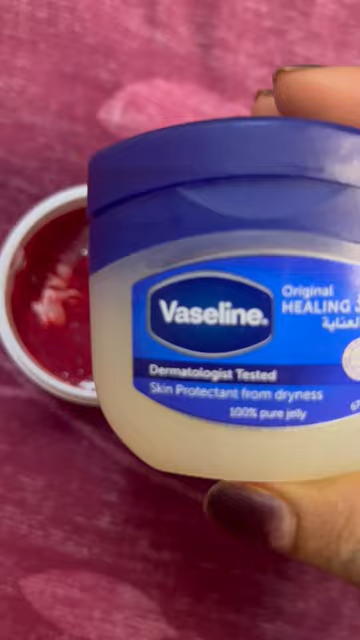 Vaseline.
Original
HEALING
العناية
Dermatologist Tested
Skin Protectant from dryness
100% pure jelly